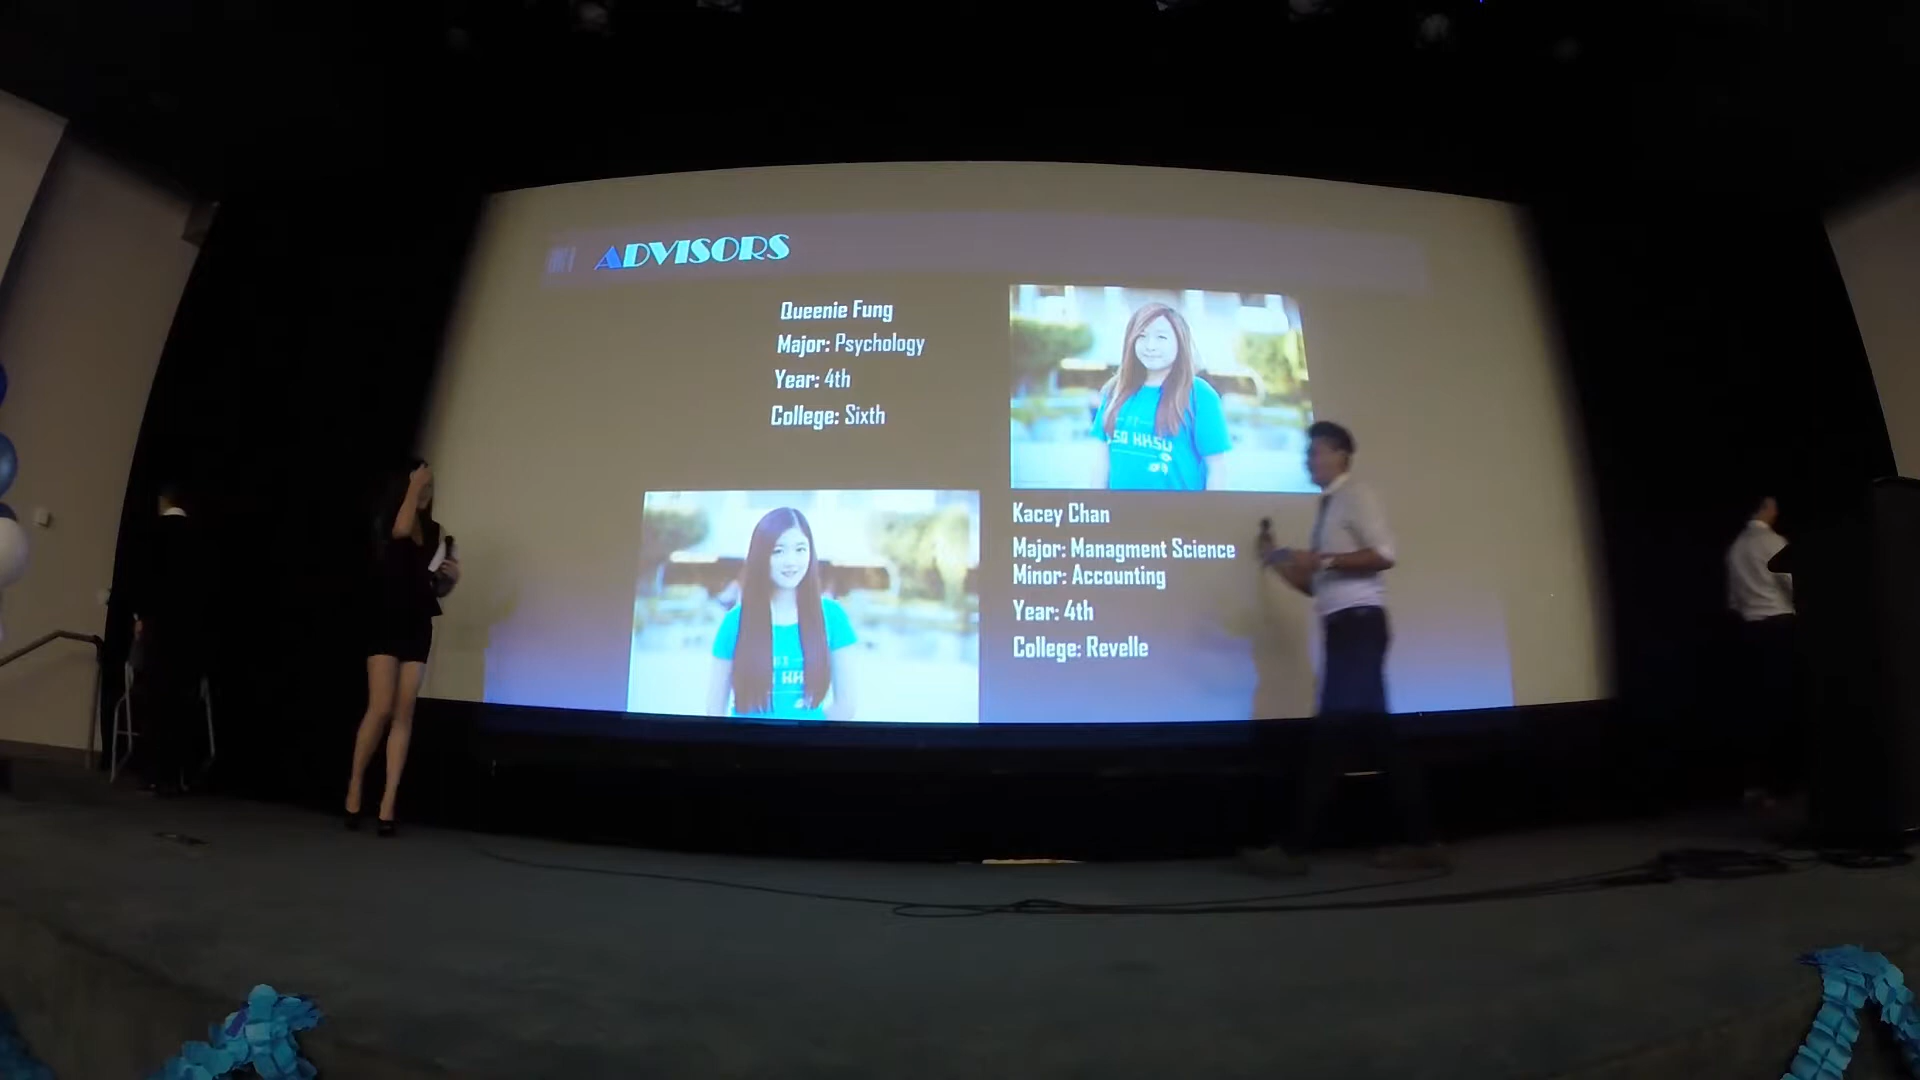 ADVISORS
Queenie Fung
Major: Psychology
Year: 4th
College: Sixth
Kacey Chan
Major: Managment Science
Minor: Accounting
Year: 4th
College: Revelle